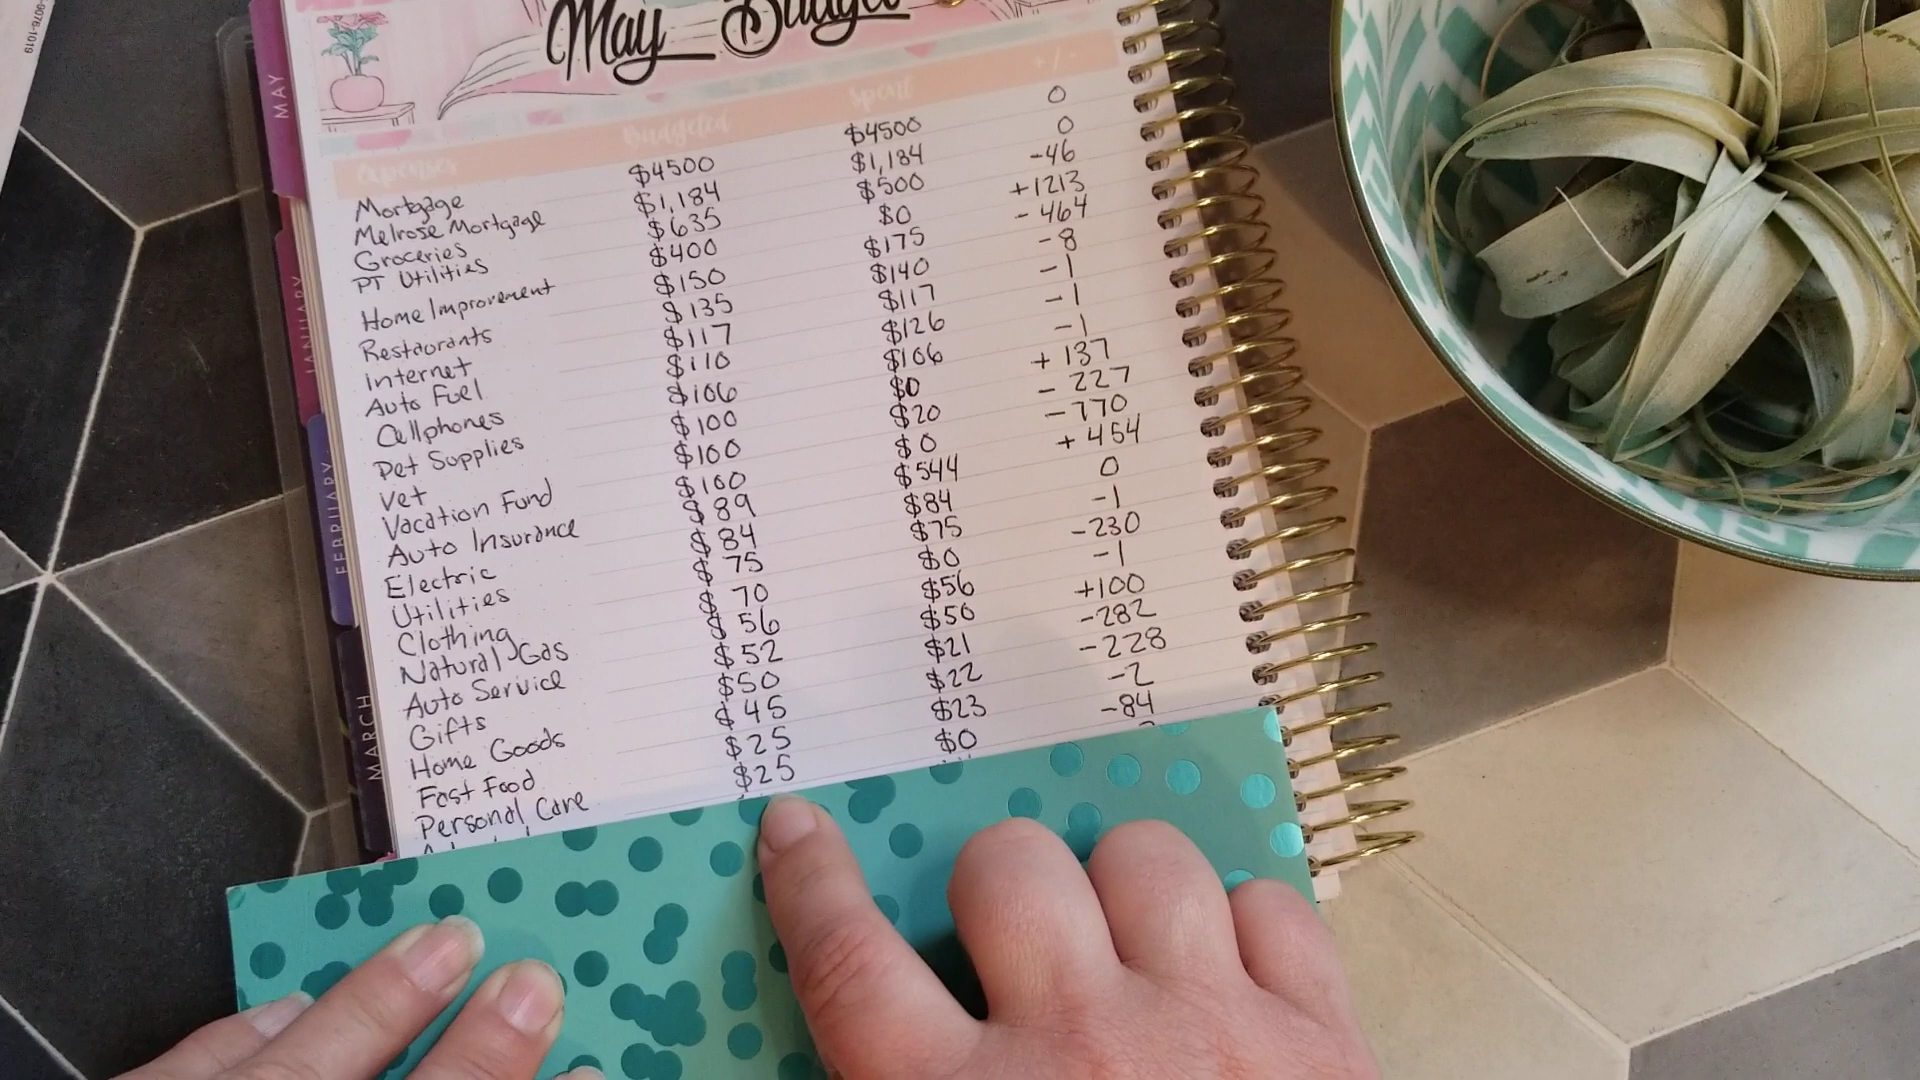 9076-1019
May Budget
MAY
JANUARY
FEBRUARY
MARCH
expenses Budgeted spent +/-
Mortgage $4500 $4500 0
Melrose Mortgage $1,184 $1,184 0
Groceries $635 $500 -46
PT Utilities $400 $0 +1213
Home Improvement $150 $175 -464
Restaurants $135 $140 -8
Internet $117 $117 -1
Auto Fuel $110 $126 -1
Cellphones $106 $106 -1
Pet Supplies $100 $0 +137
Vet $100 $20 -227
Vacation Fund $100 $0 -770
Auto Insurance $89 $544 +454
Electric $84 $84 0
Utilities $75 $75 -1
Clothing $70 $0 -230
Natural Gas $56 $56 -1
Auto Service $52 $50 +100
Gifts $50 $21 -282
Home Goods $45 $22 -228
Fast Food $25 $23 -2
Personal Care $25 $0 -84